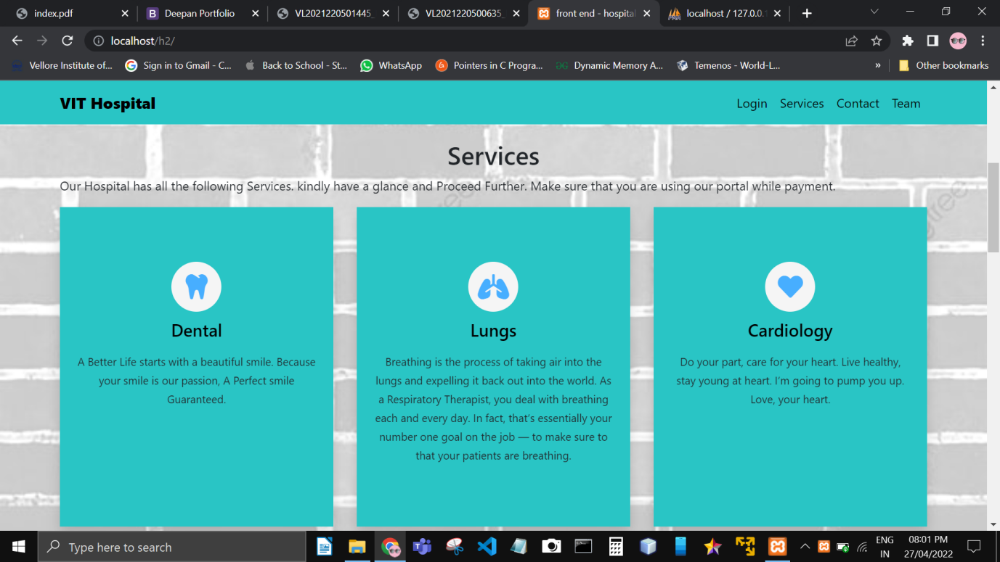 index.pdf
Deepan Portfolio
VL2021220501445_
VL2021220500635_
front end - hospital
localhost / 127.0.0.1
localhost/h2/
Vellore Institute of...
Sign in to Gmail - C...
Back to School - St...
WhatsApp
Pointers in C Progra...
Dynamic Memory A...
Temenos - World-L...
»
Other bookmarks
VIT Hospital
Login Services Contact Team
Services
Our Hospital has all the following Services. kindly have a glance and Proceed Further. Make sure that you are using our portal while payment.
Dental
A Better Life starts with a beautiful smile. Because
your smile is our passion, A Perfect smile
Guaranteed.
Lungs
Breathing is the process of taking air into the
lungs and expelling it back out into the world. As
a Respiratory Therapist, you deal with breathing
each and every day. In fact, that's essentially your
number one goal on the job — to make sure to
that your patients are breathing.
Cardiology
Do your part, care for your heart. Live healthy,
stay young at heart. I'm going to pump you up.
Love, your heart.
Type here to search
ENG
IN
08:01 PM
27/04/2022